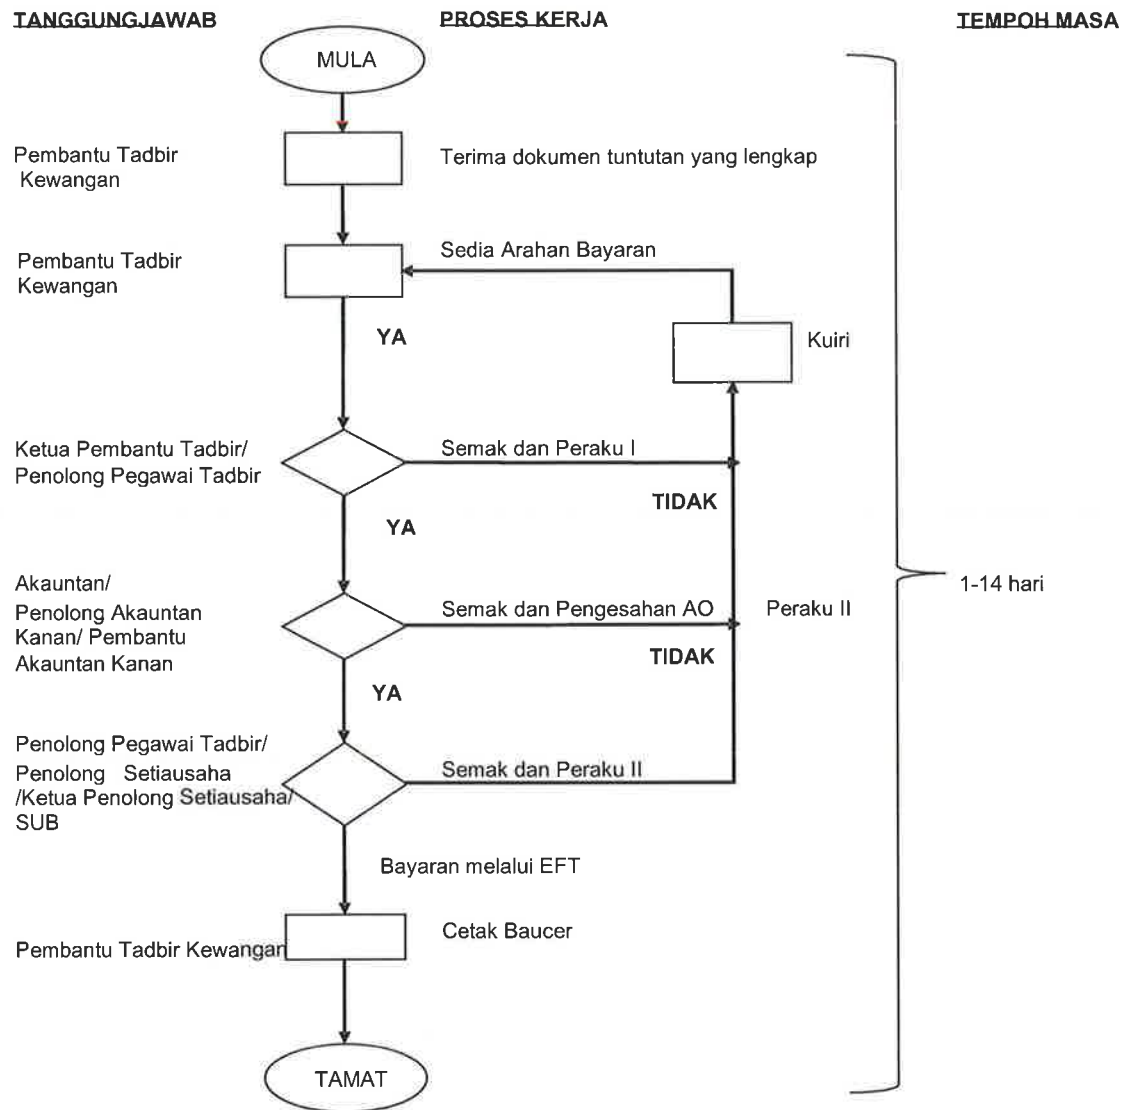 TANGGUNGJAWAB PROSES KERJA TEMPOH MASA
MULA
Pembantu Tadbir
Kewangan
Terima dokumen tuntutan yang lengkap
Pembantu Tadbir
Kewangan
Sedia Arahan Bayaran
YA
Kuiri
Ketua Pembantu Tadbir/
Penolong Pegawai Tadbir
Semak dan Peraku I
TIDAK
YA
Akauntan/
Penolong Akauntan
Kanan/ Pembantu
Akauntan Kanan
Semak dan Pengesahan AO
Peraku II
1-14 hari
TIDAK
YA
Penolong Pegawai Tadbir/
Penolong Setiausaha
/Ketua Penolong Setiausaha/
SUB
Semak dan Peraku II
Bayaran melalui EFT
Pembantu Tadbir Kewangan
Cetak Baucer
TAMAT